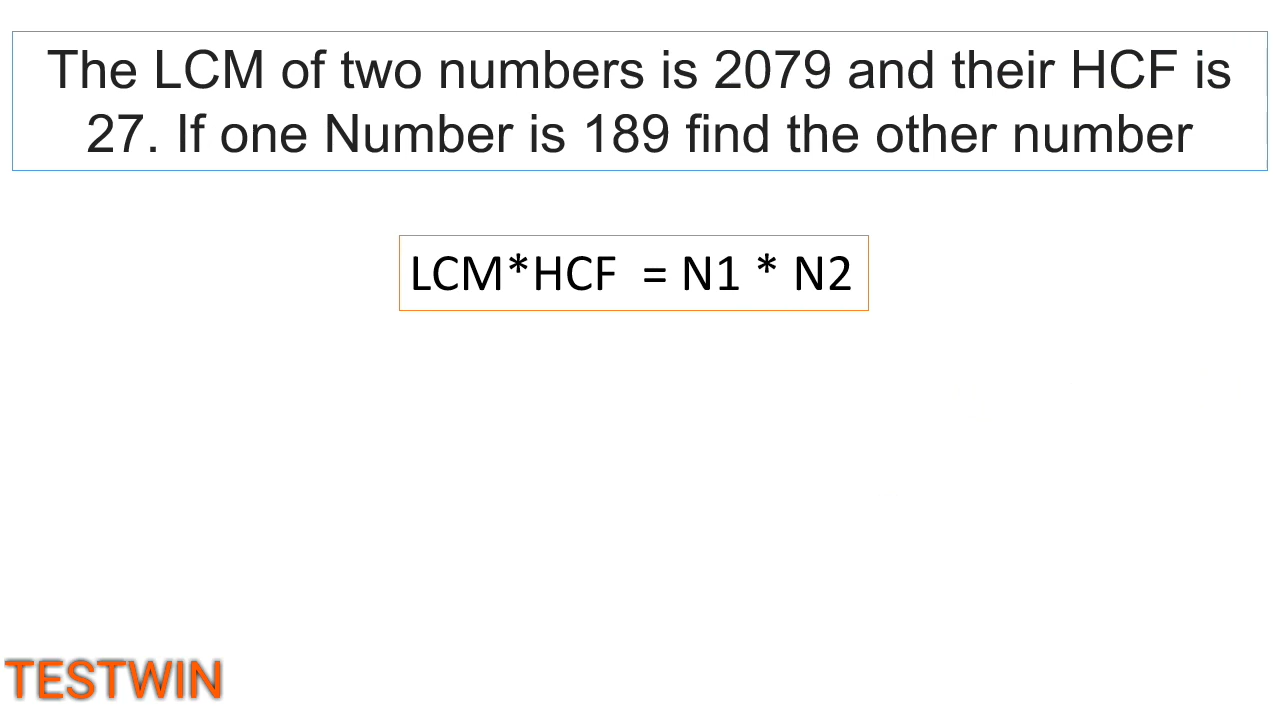 The LCM of two numbers is 2079 and their HCF is
27. If one Number is 189 find the other number
LCM*HCF = N1 * N2
TESTWIN